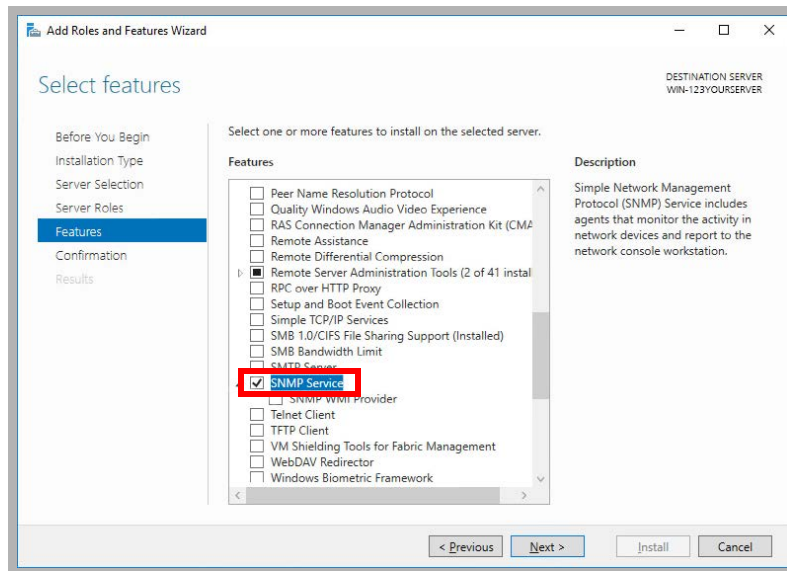 Add Roles and Features Wizard
Select features
DESTINATION SERVER
WIN-123YOURSERVER
Before You Begin
Installation Type
Server Selection
Server Roles
Features
Confirmation
Results
Select one or more features to install on the selected server.
Features
Peer Name Resolution Protocol
Quality Windows Audio Video Experience
RAS Connection Manager Administration Kit (CMA
Remote Assistance
Remote Differential Compression
Remote Server Administration Tools (2 of 41 instal
RPC over HTTP Proxy
Setup and Boot Event Collection
Simple TCP/IP Services
SMB 1.0/CIFS File Sharing Support (Installed)
SMB Bandwidth Limit
SMTP Server
SNMP Service
SNMP WMI Provider
Telnet Client
TFTP Client
VM Shielding Tools for Fabric Management
WebDAV Redirector
Windows Biometric Framework
Description
Simple Network Management
Protocol (SNMP) Service includes
agents that monitor the activity in
network devices and report to the
network console workstation.
< Previous
Next >
Install
Cancel